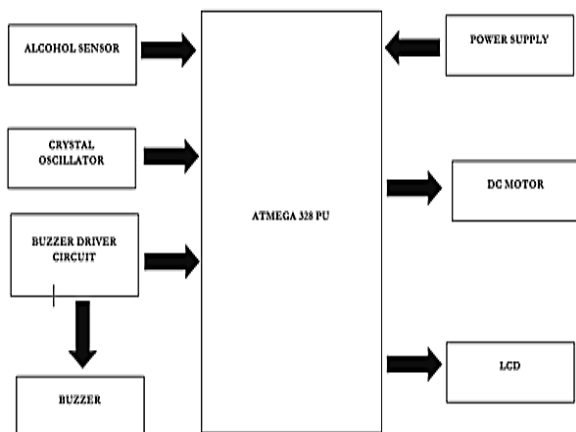 ALCOHOL SENSOR
CRYSTAL
OSCILLATOR
BUZZER DRIVER
CIRCUIT
BUZZER
ATMEGA 328 PU
POWER SUPPLY
DC MOTOR
LCD